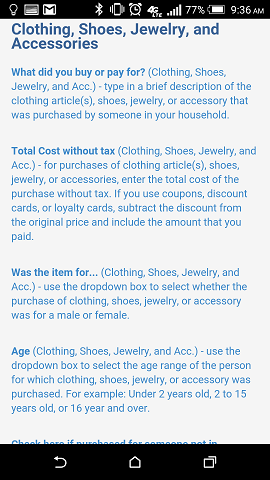 4G LTE 77% 9:36 AM
Clothing, Shoes, Jewelry, and
Accessories
What did you buy or pay for? (Clothing, Shoes,
Jewelry, and Acc.) - type in a brief description of the
clothing article(s), shoes, jewelry, or accessory that
was purchased by someone in your household.
Total Cost without tax (Clothing, Shoes, Jewelry,
and Acc.) - for purchases of clothing article(s), shoes,
jewelry, or accessories, enter the total cost of the
purchase without tax. If you use coupons, discount
cards, or loyalty cards, subtract the discount from
the original price and include the amount that you
paid.
Was the item for... (Clothing, Shoes, Jewelry, and
Acc.) - use the dropdown box to select whether the
purchase of clothing, shoes, jewelry, or accessory
was for a male or female.
Age (Clothing, Shoes, Jewelry, and Acc.) - use the
dropdown box to select the age range of the person
for which clothing, shoes, jewelry, or accessory was
purchased. For example: Under 2 years old, 2 to 15
years old, or 16 year and over.
Check here if purchased for someone not in